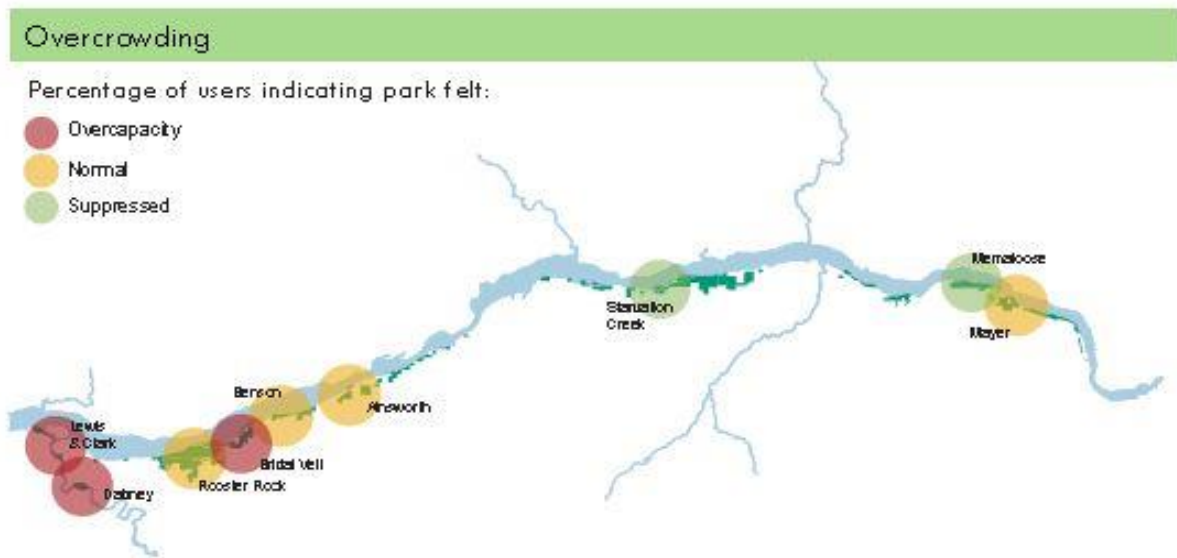 Overcrowding
Percentage of users indicating park felt:
Overcapacity
Normal
Suppressed
Memaloose
Starvation
Creek
Mayer
Benson
Ainsworth
Lewis
& Clark
Bridal Veil
Rooster Rock
Dabney